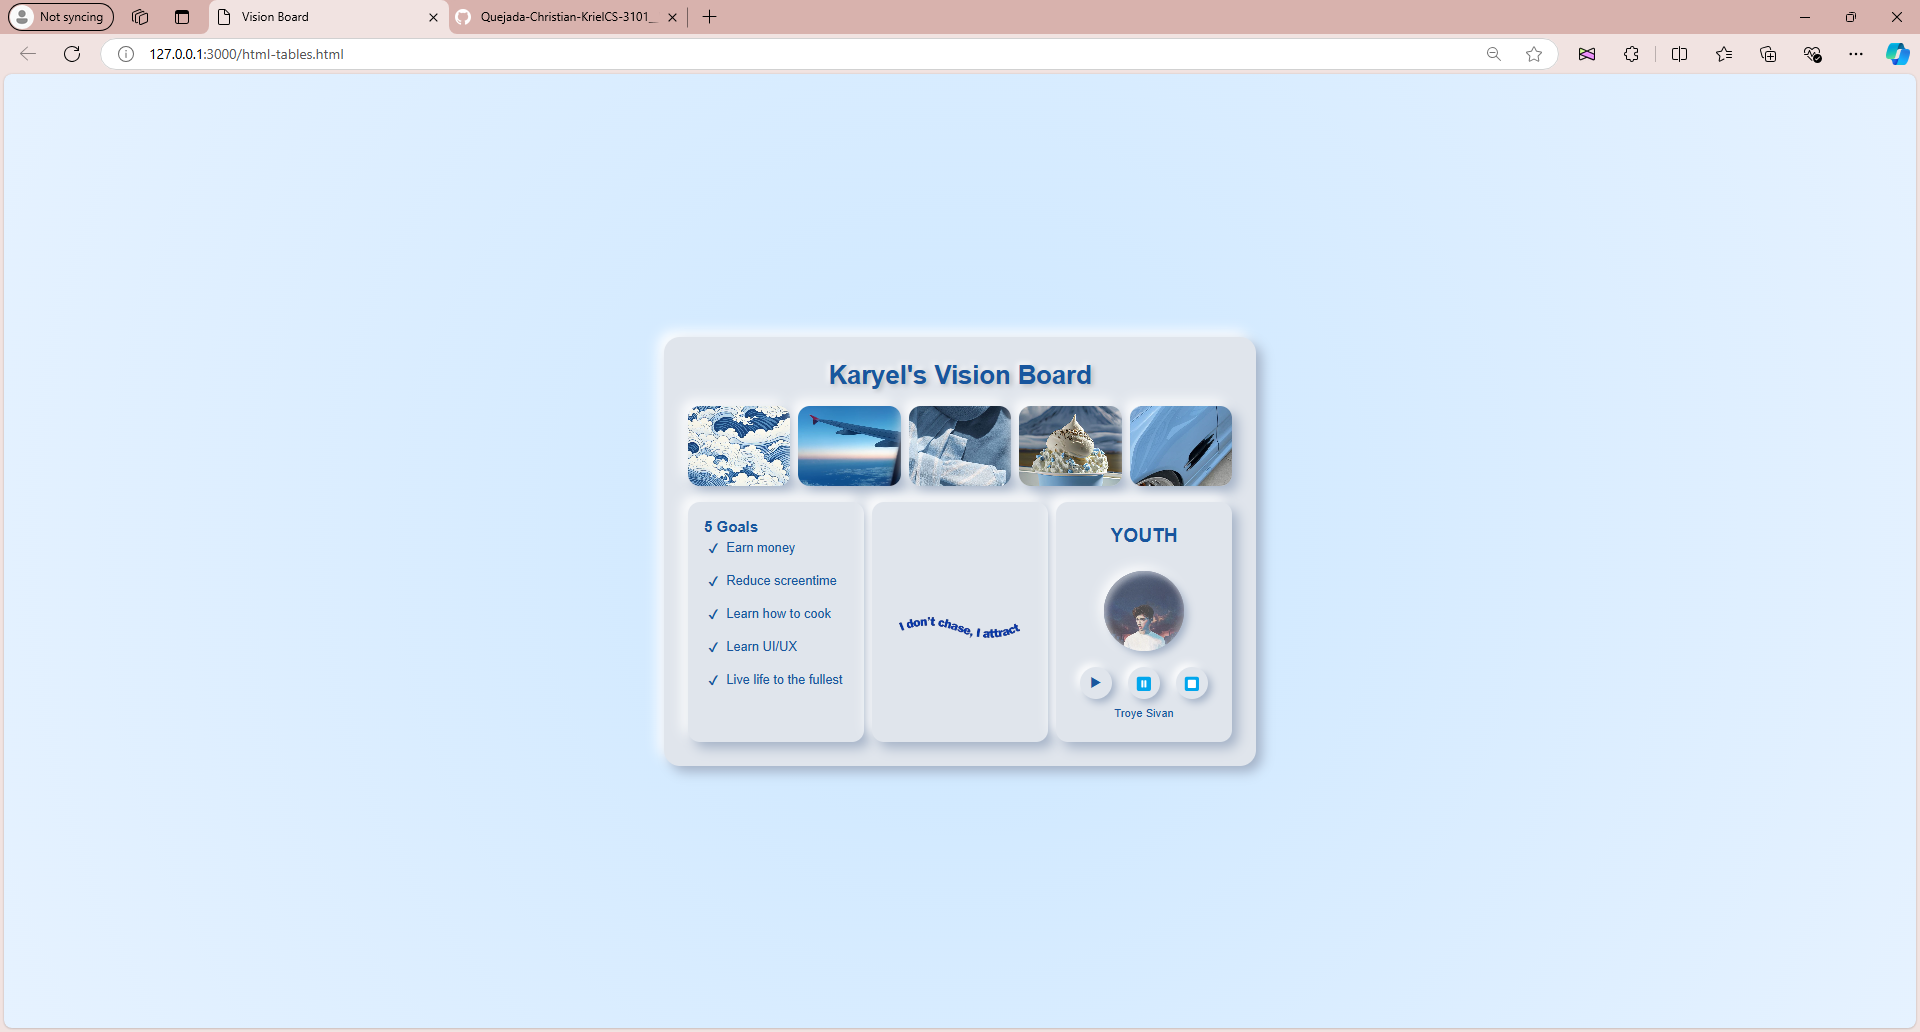 Not syncing
Vision Board
Quejada-Christian-KrielCS-3101_
127.0.0.1:3000/html-tables.html
Karyel's Vision Board
5 Goals
✓ Earn money
✓ Reduce screentime
✓ Learn how to cook
✓ Learn UI/UX
✓ Live life to the fullest
I don't chase, I attract
YOUTH
Troye Sivan